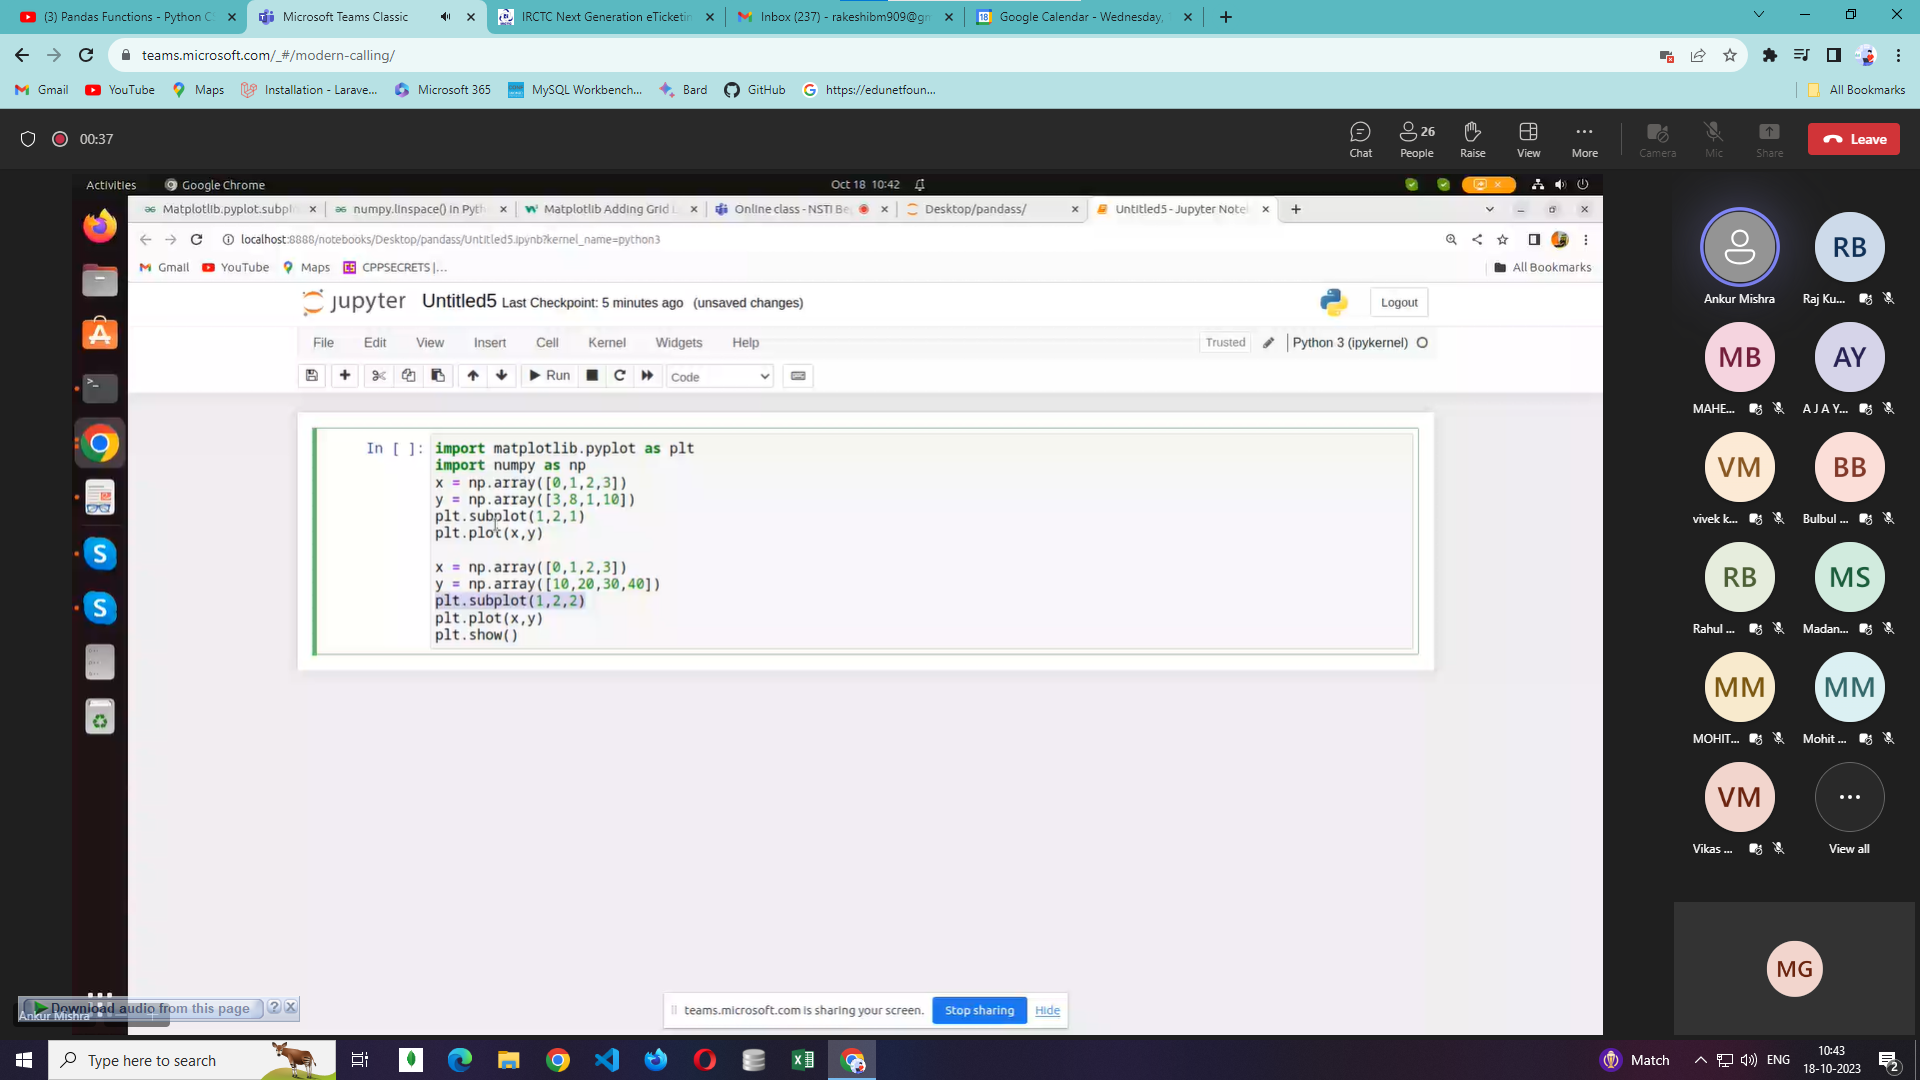 (3) Pandas Functions - Python C
Microsoft Teams Classic
IRCTC Next Generation eTicketin
Inbox (237) - rakeshibm909@gm
Google Calendar - Wednesday,
teams.microsoft.com/_#/modern-calling/
Gmail
YouTube
Maps
Installation - Larave...
Microsoft 365
MySQL Workbench...
Bard
GitHub
https://edunetfoun...
All Bookmarks
00:37
Chat
26
People
Raise
View
More
Camera
Mic
Share
Leave
Activities
Google Chrome
Oct 18 10:42
Matplotlib.pyplot.subpl
numpy.linspace() in Pyth
Matplotlib Adding Grid L
Online class - NSTI Be
Desktop/pandass/
Untitled5 - Jupyter Note
localhost:8888/notebooks/Desktop/pandass/Untitled5.ipynb?kernel_name=python3
Gmail
YouTube
Maps
CPPSECRETS |...
All Bookmarks
jupyter
Untitled5 Last Checkpoint: 5 minutes ago (unsaved changes)
Logout
File
Edit
View
Insert
Cell
Kernel
Widgets
Help
Trusted
Python 3 (ipykernel)
Run
Code
In [ ]:
import matplotlib.pyplot as plt
import numpy as np
x = np.array([0,1,2,3])
y = np.array([3,8,1,10])
plt.subplot(1,2,1)
plt.plot(x,y)
x = np.array([0,1,2,3])
y = np.array([10,20,30,40])
plt.subplot(1,2,2)
plt.plot(x,y)
plt.show()
RB
Ankur Mishra
Raj Ku...
MB
AY
MAHE...
A J A Y...
VM
BB
vivek k...
Bulbul ...
RB
MS
Rahul ...
Madan...
MM
MM
MOHIT...
Mohit ...
VM
Vikas ...
View all
MG
Download audio from this page
Ankur Mishra
teams.microsoft.com is sharing your screen.
Stop sharing
Hide
Type here to search
Match
ENG
10:43
18-10-2023
2